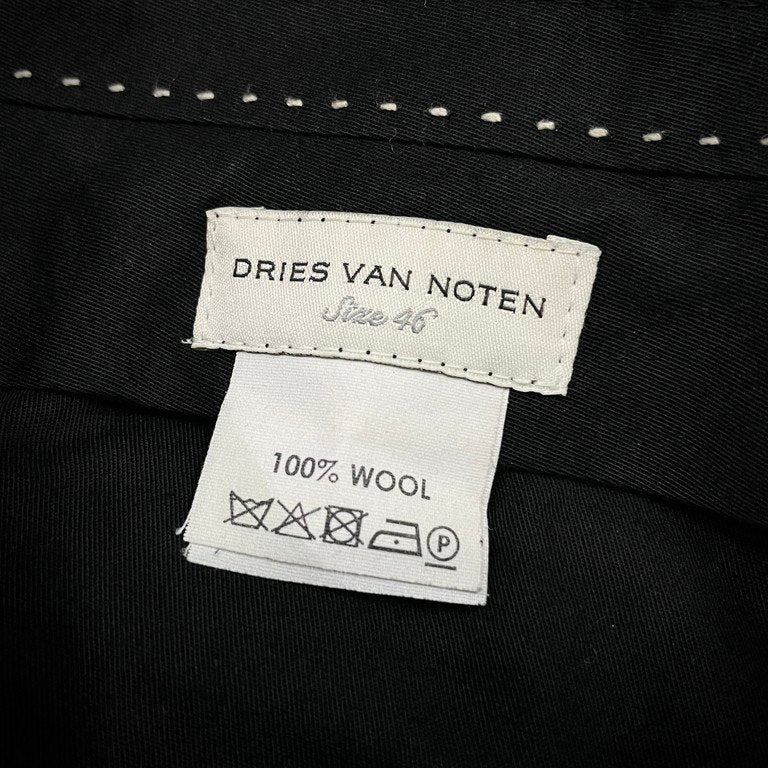 DRIES VAN NOTEN
Size 46
100% WOOL
P